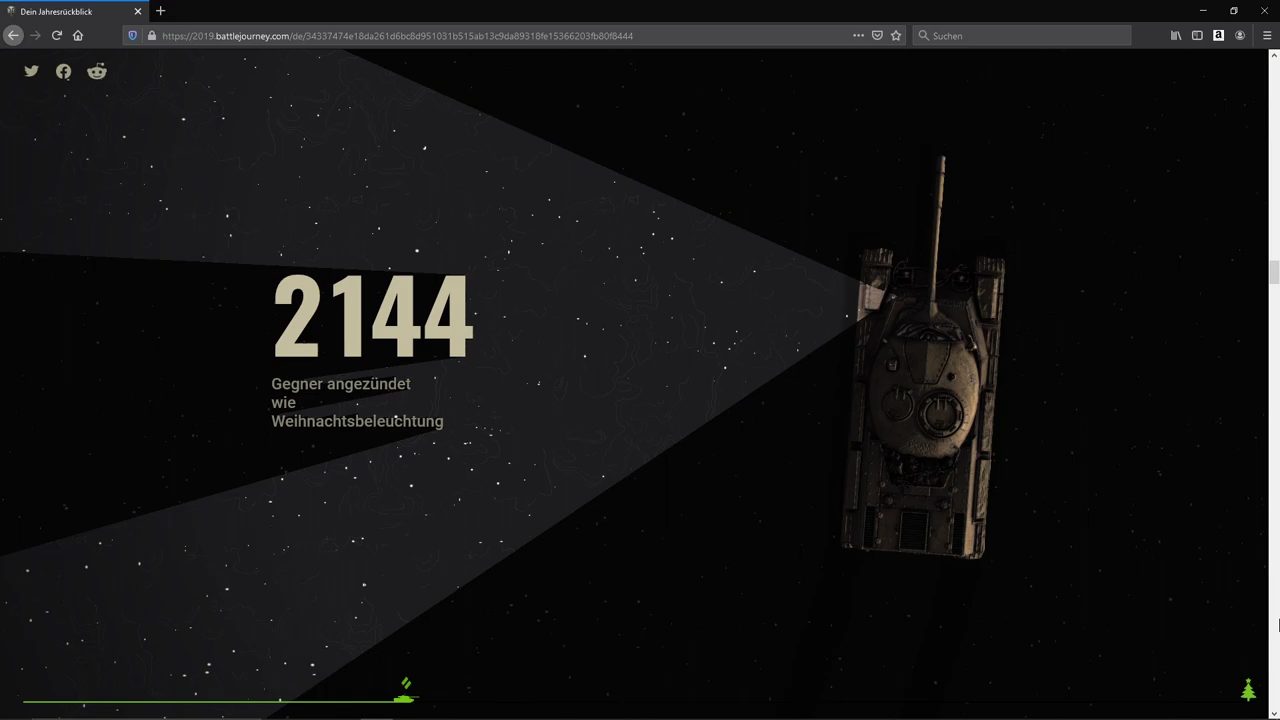 Dein Jahresrückblick
https://2019.battlejourney.com/de/34337474e18da261d6bc8d951031b515ab13c9da89318fe15366203fb80f8444
Suchen
2144
Gegner angezündet
wie
Weihnachtsbeleuchtung